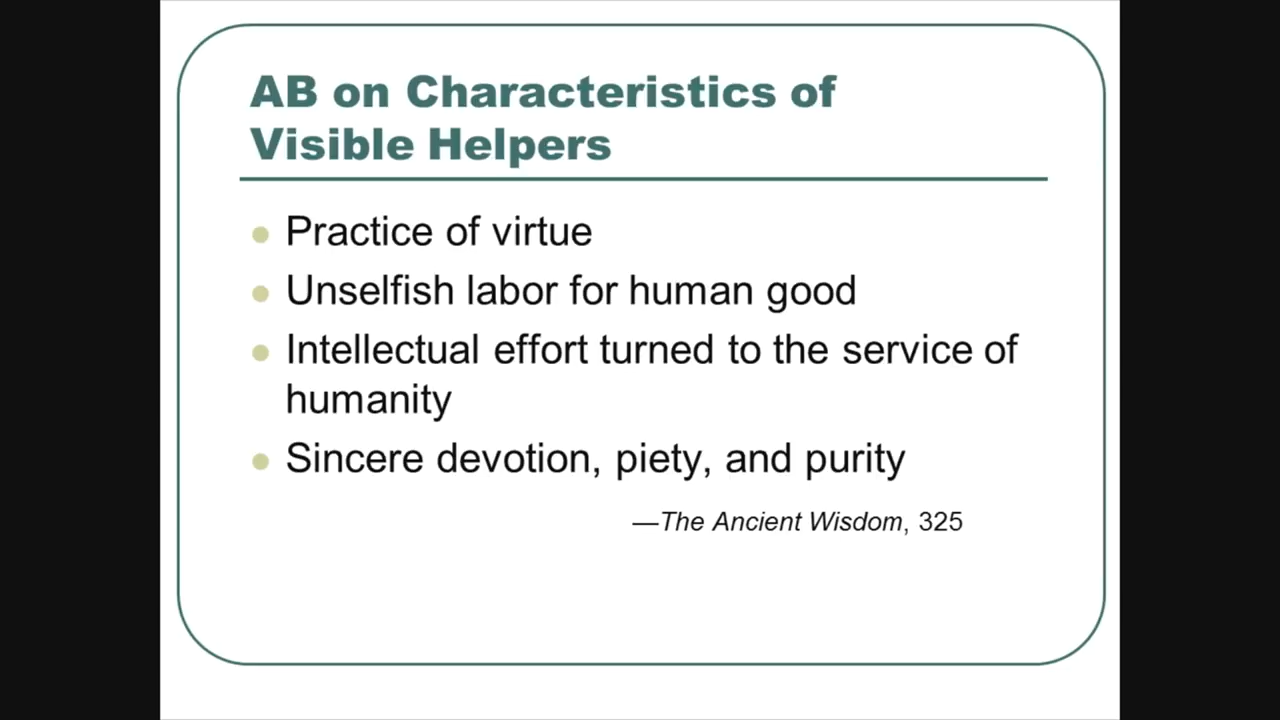 AB on Characteristics of
Visible Helpers
Practice of virtue
Unselfish labor for human good
Intellectual effort turned to the service of
humanity
Sincere devotion, piety, and purity
—The Ancient Wisdom, 325